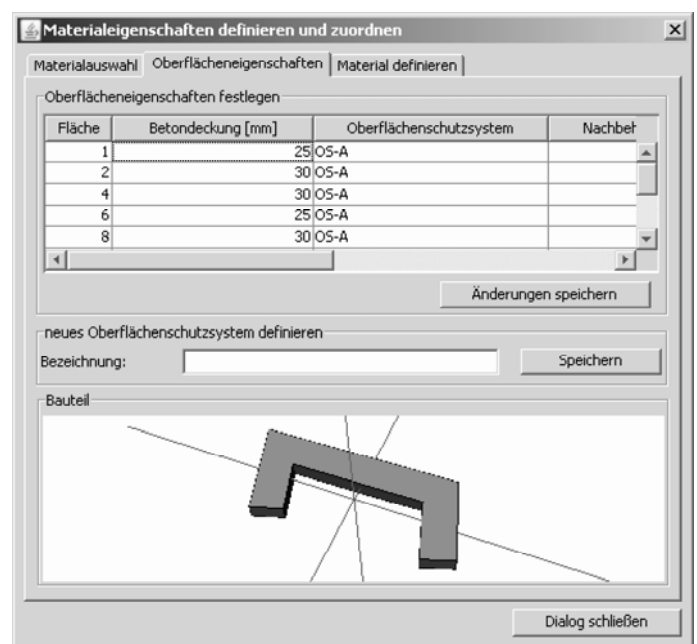 Materialeigenschaften definieren und zuordnen
Materialauswahl Oberflächeneigenschaften Material definieren
Oberflächeneigenschaften festlegen
Fläche Betondeckung [mm] Oberflächenschutzsystem Nachbeh
1 25 OS-A
2 30 OS-A
4 30 OS-A
6 25 OS-A
8 30 OS-A
Änderungen speichern
neues Oberflächenschutzsystem definieren
Bezeichnung: Speichern
Bauteil
Dialog schließen